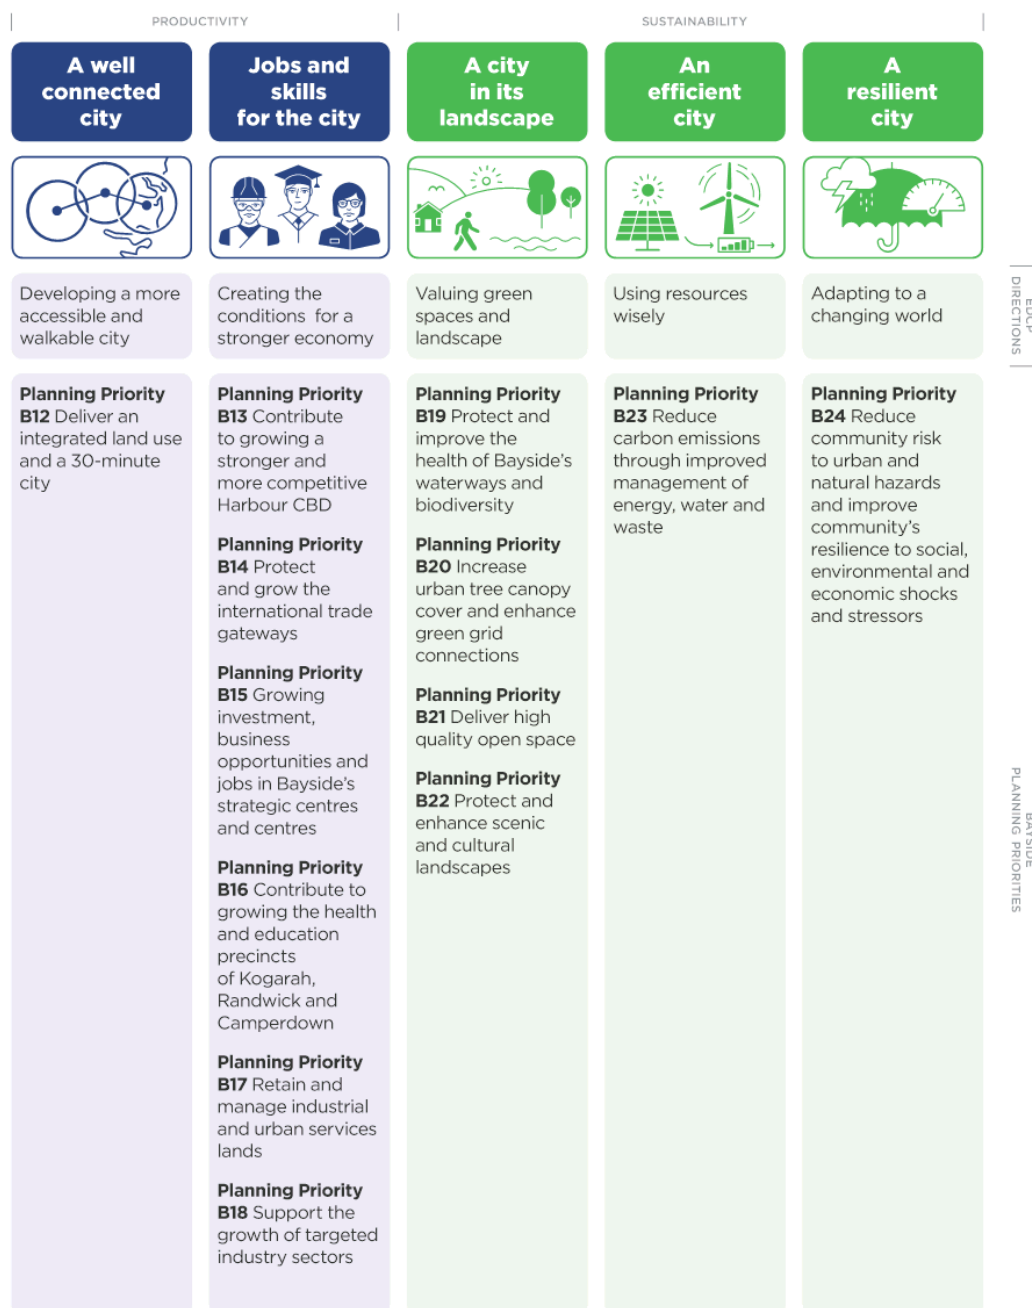 PRODUCTIVITY
SUSTAINABILITY
A well
connected
city
Jobs and
skills
for the city
A city
in its
landscape
An
efficient
city
A
resilient
city
Developing a more
accessible and
walkable city
Creating the
conditions for a
stronger economy
Valuing green
spaces and
landscape
Using resources
wisely
Adapting to a
changing world
EDCP
DIRECTIONS
Planning Priority
B12 Deliver an
integrated land use
and a 30-minute
city
Planning Priority
B13 Contribute
to growing a
stronger and
more competitive
Harbour CBD
Planning Priority
B14 Protect
and grow the
international trade
gateways
Planning Priority
B15 Growing
investment,
business
opportunities and
jobs in Bayside's
strategic centres
and centres
Planning Priority
B16 Contribute to
growing the health
and education
precincts
of Kogarah,
Randwick and
Camperdown
Planning Priority
B17 Retain and
manage industrial
and urban services
lands
Planning Priority
B18 Support the
growth of targeted
industry sectors
Planning Priority
B19 Protect and
improve the
health of Bayside's
waterways and
biodiversity
Planning Priority
B20 Increase
urban tree canopy
cover and enhance
green grid
connections
Planning Priority
B21 Deliver high
quality open space
Planning Priority
B22 Protect and
enhance scenic
and cultural
landscapes
Planning Priority
B23 Reduce
carbon emissions
through improved
management of
energy, water and
waste
Planning Priority
B24 Reduce
community risk
to urban and
natural hazards
and improve
community's
resilience to social,
environmental and
economic shocks
and stressors
BAYSIDE
PLANNING PRIORITIES